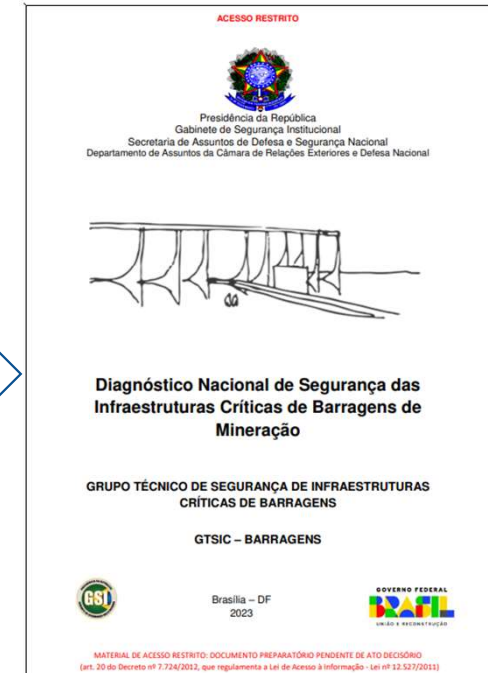 ACESSO RESTRITO
Presidência da República
Gabinete de Segurança Institucional
Secretaria de Assuntos de Defesa e Segurança Nacional
Departamento de Assuntos da Câmara de Relações Exteriores e Defesa Nacional
Diagnóstico Nacional de Segurança das
Infraestruturas Críticas de Barragens de
Mineração
GRUPO TÉCNICO DE SEGURANÇA DE INFRAESTRUTURAS
CRÍTICAS DE BARRAGENS
GTSIC – BARRAGENS
GSI
Brasília – DF
2023
GOVERNO FEDERAL
BRASIL
UNIÃO E RECONSTRUÇÃO
MATERIAL DE ACESSO RESTRITO: DOCUMENTO PREPARATÓRIO PENDENTE DE ATO DECISÓRIO
(art. 20 do Decreto nº 7.724/2012, que regulamenta a Lei de Acesso à Informação - Lei nº 12.527/2011)